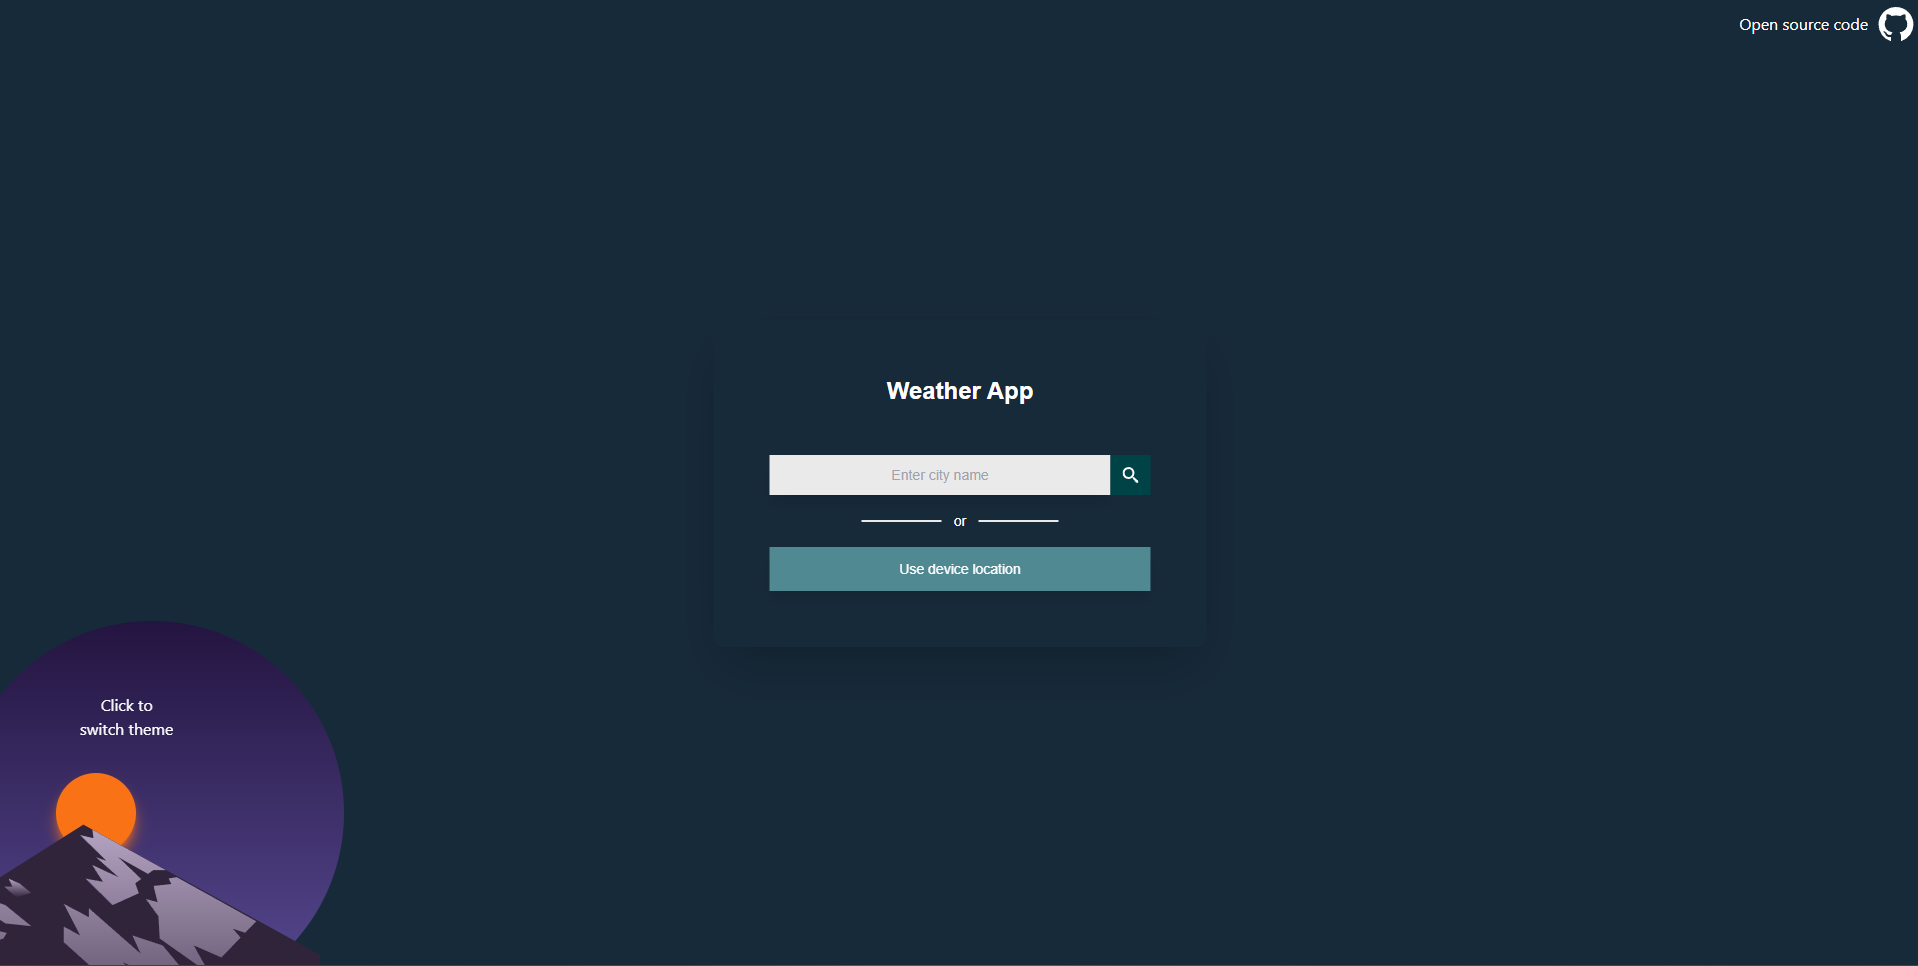 Open source code
Weather App
Enter city name
or
Use device location
Click to
switch theme